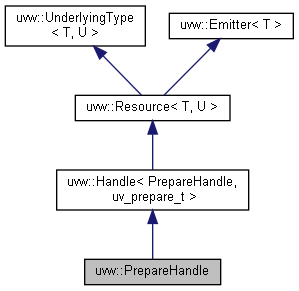 uvw::UnderlyingType
< T, U >
uvw::Emitter< T >
uvw::Resource< T, U >
uvw::Handle< PrepareHandle,
uv_prepare_t >
uvw::PrepareHandle